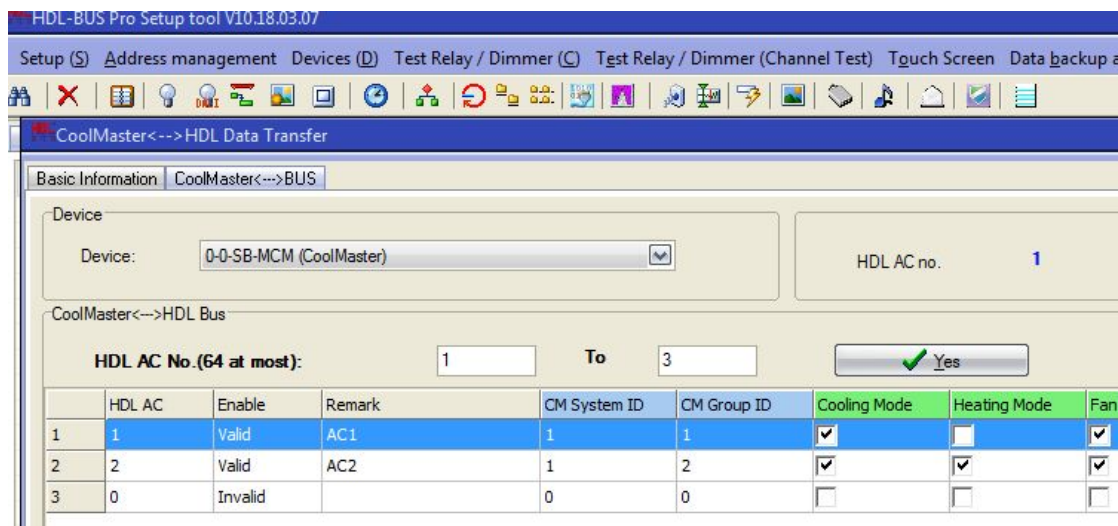 HDL-BUS Pro Setup tool V10.18.03.07
Setup (S) Address management Devices (D) Test Relay / Dimmer (C) Test Relay / Dimmer (Channel Test) Touch Screen Data backup a
CoolMaster<-->HDL Data Transfer
Basic Information CoolMaster<--->BUS
Device
Device: 0-0-SB-MCM (CoolMaster) HDL AC no. 1
CoolMaster<-->HDL Bus
HDL AC No.(64 at most): 1 To 3 Yes
HDL AC Enable Remark CM System ID CM Group ID Cooling Mode Heating Mode Fan
1 1 Valid AC1 1 1
2 2 Valid AC2 1 2
3 0 Invalid 0 0